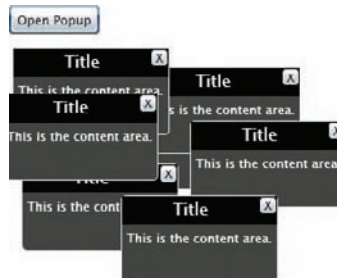 Open Popup
Title X
Title X
This is the content area.
s is the content area.
Title X
This is the content area.
Title X
This is the content area
This is the cont
Title X
This is the content area.